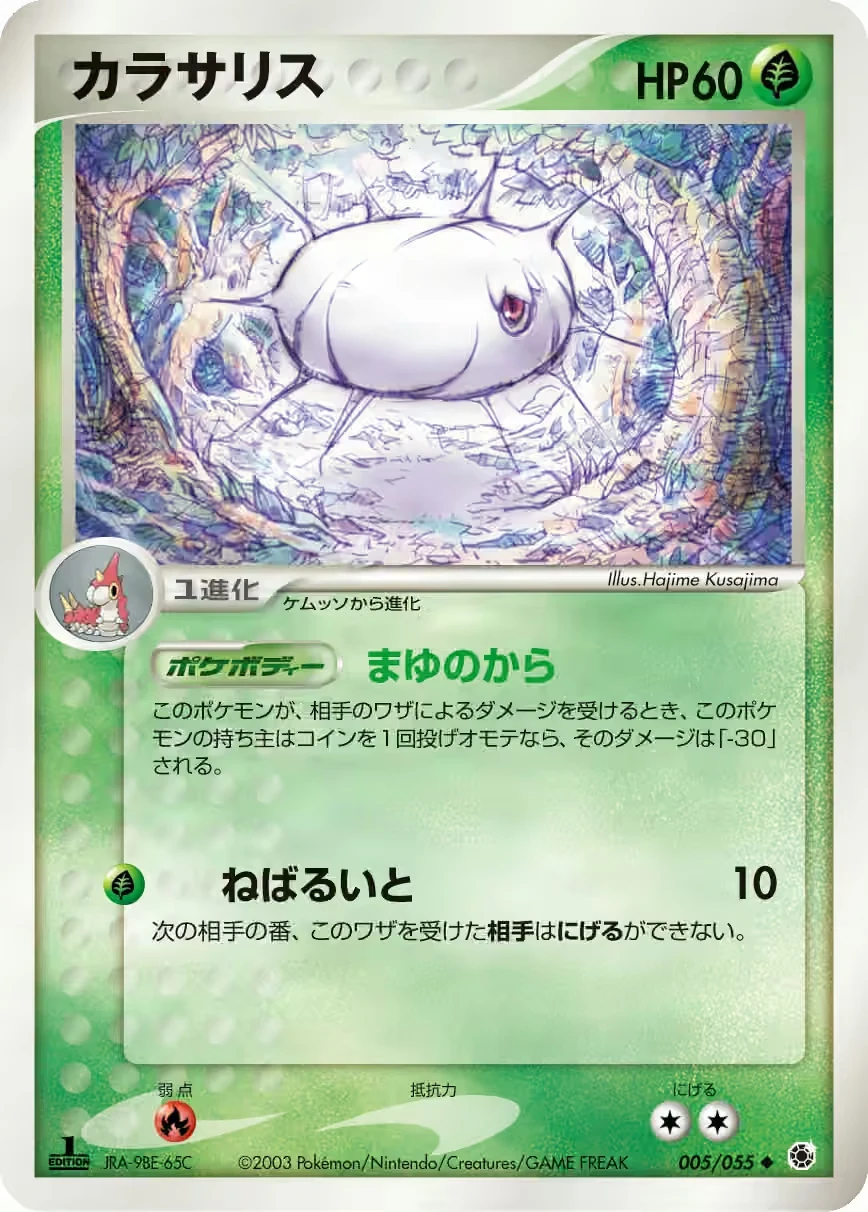 カラサリス
HP60
Illus.Hajime Kusajima
1進化
ケムッソから進化
ポケボディー まゆのから
このポケモンが、相手のワザによるダメージを受けるとき、このポケ
モンの持ち主はコインを1回投げオモテなら、そのダメージは「-30」
される。
ねばるいと 10
次の相手の番、このワザを受けた相手はにげるができない。
弱点 抵抗力 にげる
1 EDITION JRA-9BE-65C ©2003 Pokémon/Nintendo/Creatures/GAME FREAK 005/055 ◆